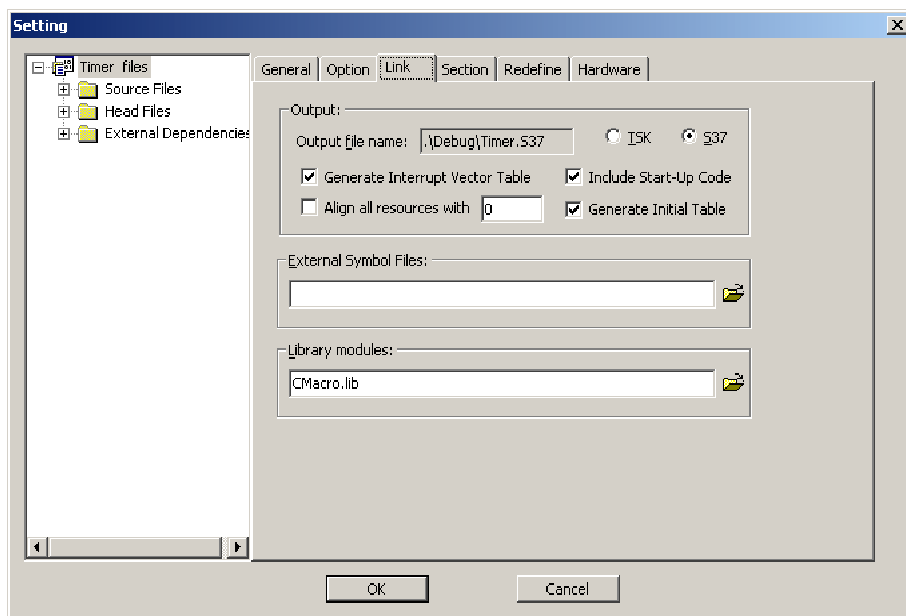 Setting
Timer files
Source Files
Head Files
External Dependencies
General Option Link Section Redefine Hardware
Output:
Output file name: .\Debug\Timer.S37 TSK S37
Generate Interrupt Vector Table Include Start-Up Code
Align all resources with 0 Generate Initial Table
External Symbol Files:
Library modules:
CMacro.lib
OK Cancel